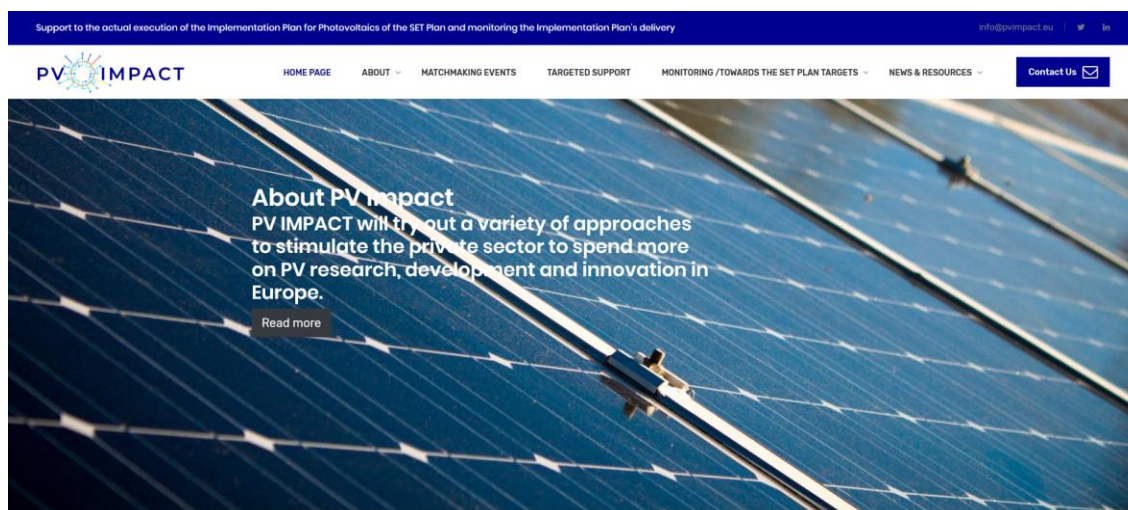 Support to the actual execution of the Implementation Plan for Photovoltaics of the SET Plan and monitoring the Implementation Plan's delivery
info@pvimpact.eu
in
PV IMPACT
HOME PAGE
ABOUT
MATCHMAKING EVENTS
TARGETED SUPPORT
MONITORING /TOWARDS THE SET PLAN TARGETS
NEWS & RESOURCES
Contact Us
About PV Impact
PV IMPACT will try out a variety of approaches
to stimulate the private sector to spend more
on PV research, development and innovation in
Europe.
Read more